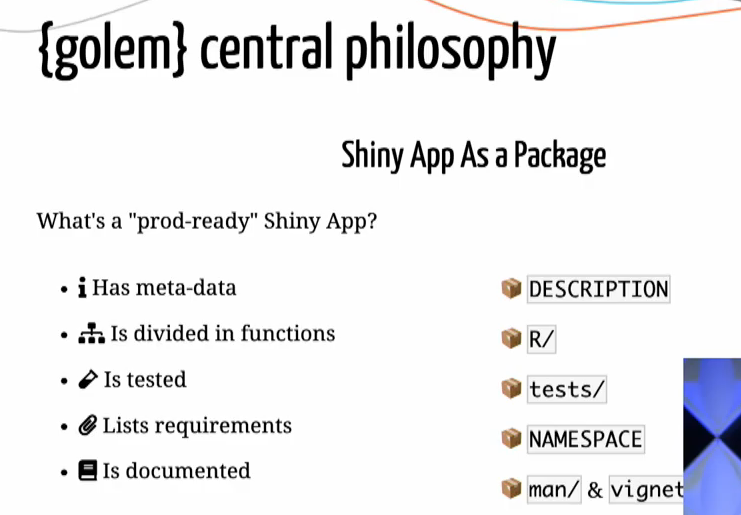 {golem} central philosophy
Shiny App As a Package
What's a "prod-ready" Shiny App?
• Has meta-data
DESCRIPTION
• Is divided in functions
R/
• Is tested
tests/
• Lists requirements
NAMESPACE
• Is documented
man/ & vignet